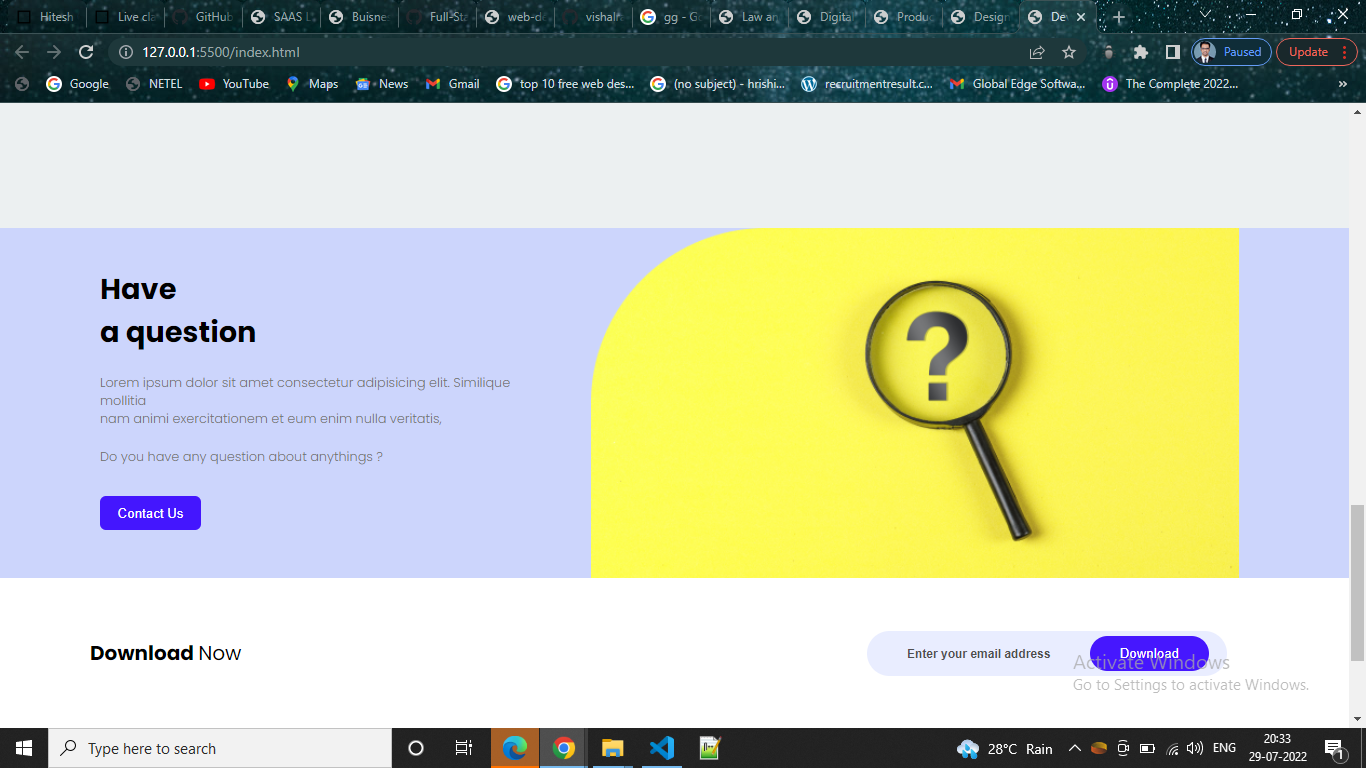 Hitesh
Live cla
GitHub
SAAS L
Buisne
Full-Sta
web-de
vishalra
gg - G
Law an
Digita
Produc
Design
De
127.0.0.1:5500/index.html
Paused
Update
Google
NETEL
YouTube
Maps
News
Gmail
top 10 free web des...
(no subject) - hrishi...
recruitmentresult.c...
Global Edge Softwa...
The Complete 2022...
»
Have
a question
Lorem ipsum dolor sit amet consectetur adipisicing elit. Similique
mollitia
nam animi exercitationem et eum enim nulla veritatis,
Do you have any question about anythings ?
Contact Us
?
Download Now
Enter your email address
Download
Activate Windows
Go to Settings to activate Windows.
Type here to search
28°C Rain
ENG
20:33
29-07-2022
1